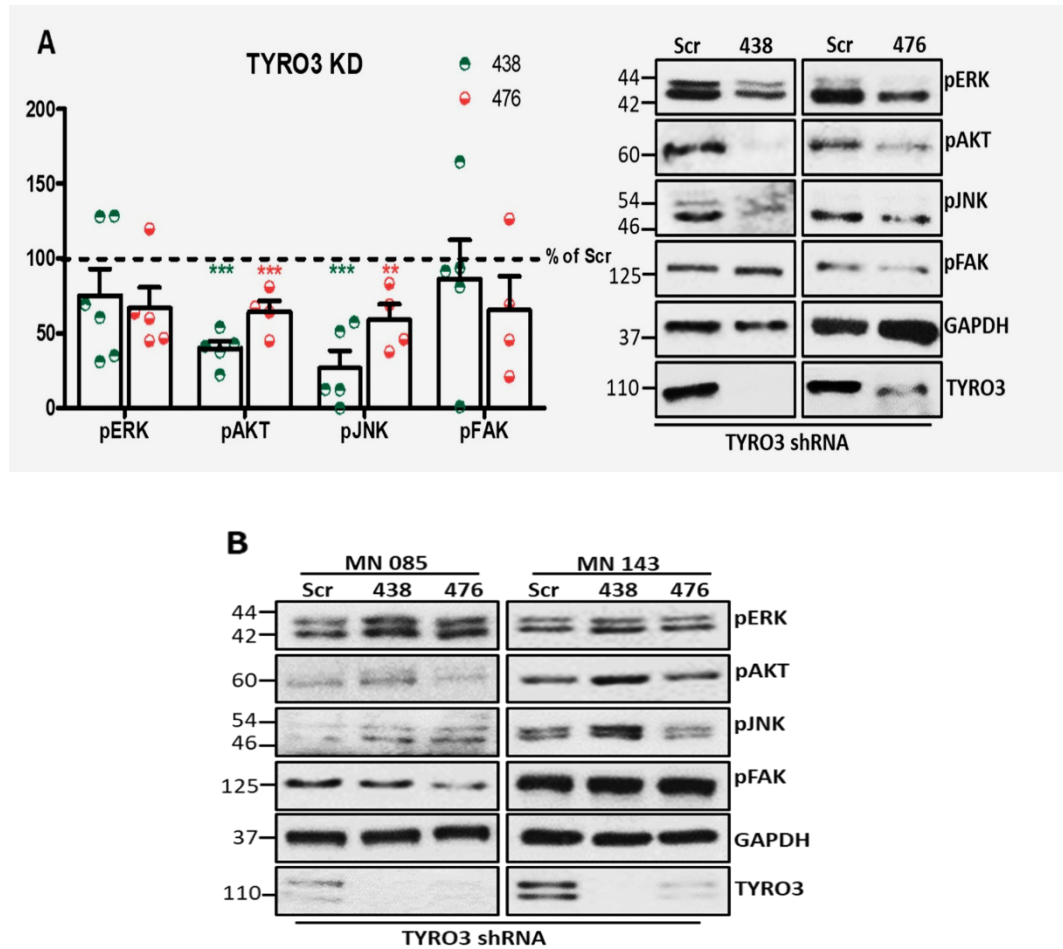 A
TYRO3 KD
438
476
200
150
100
50
0
*** *** *** **
% of Scr
pERK pAKT pJNK pFAK
Scr 438 Scr 476
44
42
pERK
60
pAKT
54
46
pJNK
125
pFAK
37
GAPDH
110
TYRO3
TYRO3 shRNA
B
MN 085 MN 143
Scr 438 476 Scr 438 476
44
42
pERK
60
pAKT
54
46
pJNK
125
pFAK
37
GAPDH
110
TYRO3
TYRO3 shRNA